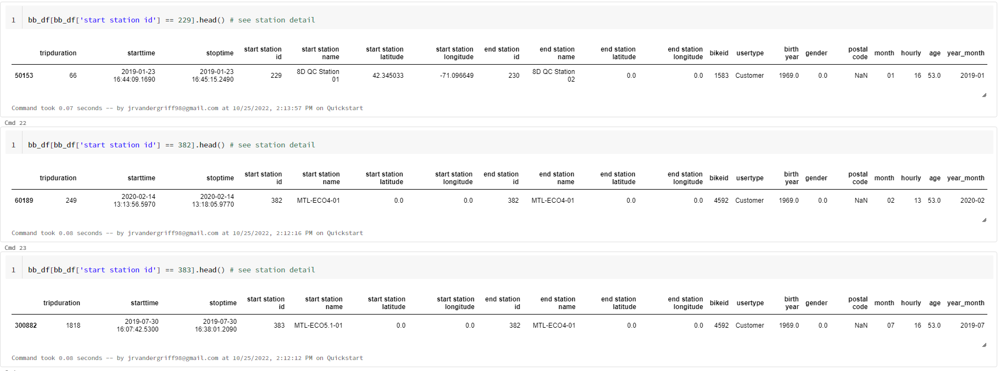 1 bb_df[bb_df['start station id'] == 229].head() # see station detail
tripduration starttime stoptime start station id start station name start station latitude start station longitude end station id end station name end station latitude end station longitude bikeid usertype birth year gender postal code month hourly age year_month
50153 66 2019-01-23 16:44:09.1690 2019-01-23 16:45:15.2490 229 8D QC Station 01 42.345033 -71.096649 230 8D QC Station 02 0.0 0.0 1583 Customer 1969.0 0.0 NaN 01 16 53.0 2019-01
Command took 0.07 seconds -- by jrvandergriff98@gmail.com at 10/25/2022, 2:13:57 PM on Quickstart
Cmd 22
1 bb_df[bb_df['start station id'] == 382].head() # see station detail
tripduration starttime stoptime start station id start station name start station latitude start station longitude end station id end station name end station latitude end station longitude bikeid usertype birth year gender postal code month hourly age year_month
60189 249 2020-02-14 13:13:56.5970 2020-02-14 13:18:05.9770 382 MTL-ECO4-01 0.0 0.0 382 MTL-ECO4-01 0.0 0.0 4592 Customer 1969.0 0.0 NaN 02 13 53.0 2020-02
Command took 0.08 seconds -- by jrvandergriff98@gmail.com at 10/25/2022, 2:12:16 PM on Quickstart
Cmd 23
1 bb_df[bb_df['start station id'] == 383].head() # see station detail
tripduration starttime stoptime start station id start station name start station latitude start station longitude end station id end station name end station latitude end station longitude bikeid usertype birth year gender postal code month hourly age year_month
300882 1818 2019-07-30 16:07:42.5300 2019-07-30 16:38:01.2090 383 MTL-ECO5.1-01 0.0 0.0 382 MTL-ECO4-01 0.0 0.0 4592 Customer 1969.0 0.0 NaN 07 16 53.0 2019-07
Command took 0.08 seconds -- by jrvandergriff98@gmail.com at 10/25/2022, 2:12:12 PM on Quickstart